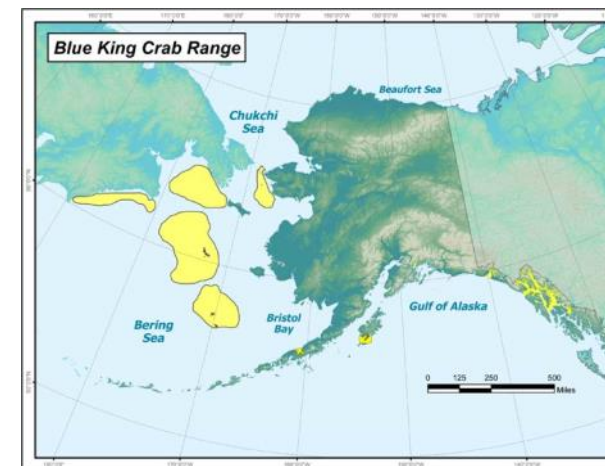 Blue King Crab Range
Beaufort Sea
Chukchi
Sea
Bering
Sea
Bristol
Bay
Gulf of Alaska
0 125 250 500
Miles